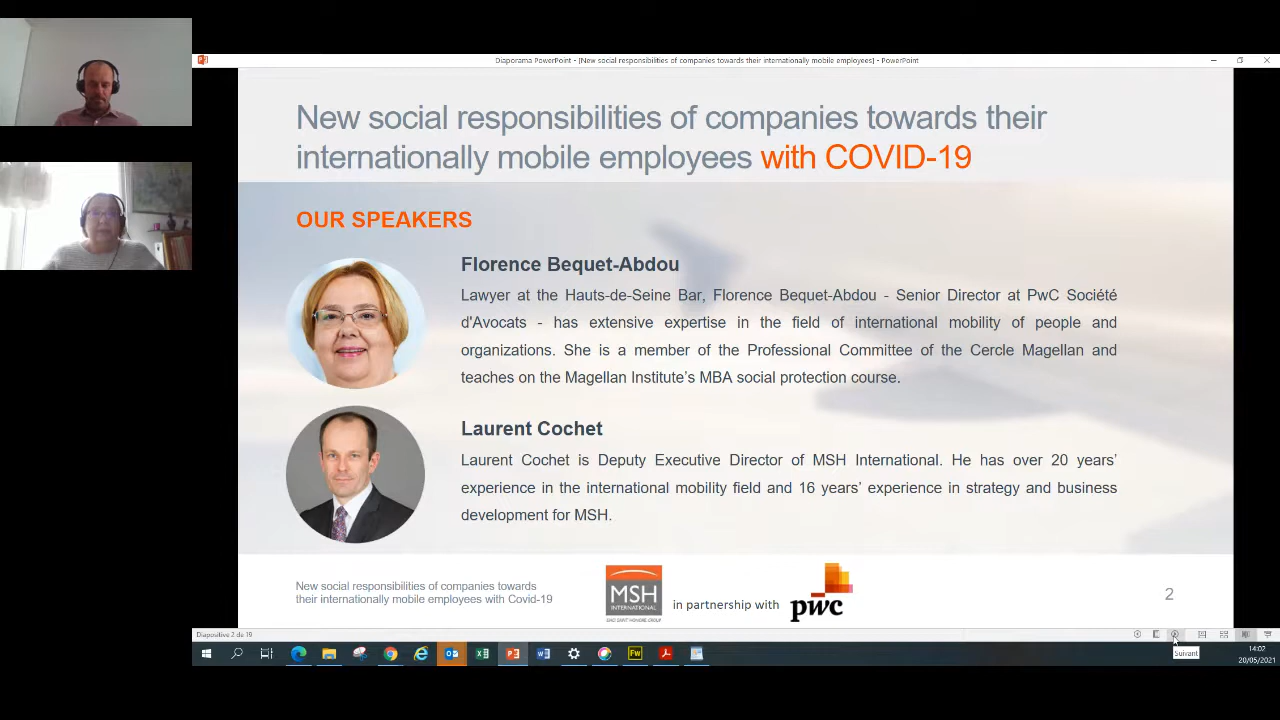 Diaporama PowerPoint - [New social responsibilities of companies towards their internationally mobile employees] - PowerPoint
New social responsibilities of companies towards their
internationally mobile employees with COVID-19
OUR SPEAKERS
Florence Bequet-Abdou
Lawyer at the Hauts-de-Seine Bar, Florence Bequet-Abdou - Senior Director at PwC Société
d'Avocats - has extensive expertise in the field of international mobility of people and
organizations. She is a member of the Professional Committee of the Cercle Magellan and
teaches on the Magellan Institute’s MBA social protection course.
Laurent Cochet
Laurent Cochet is Deputy Executive Director of MSH International. He has over 20 years’
experience in the international mobility field and 16 years’ experience in strategy and business
development for MSH.
New social responsibilities of companies towards
their internationally mobile employees with Covid-19
MSH
INTERNATIONAL
in partnership with
pwc
2
Diapositive 2 de 19
Suivant
Fw
14:02
20/05/2021